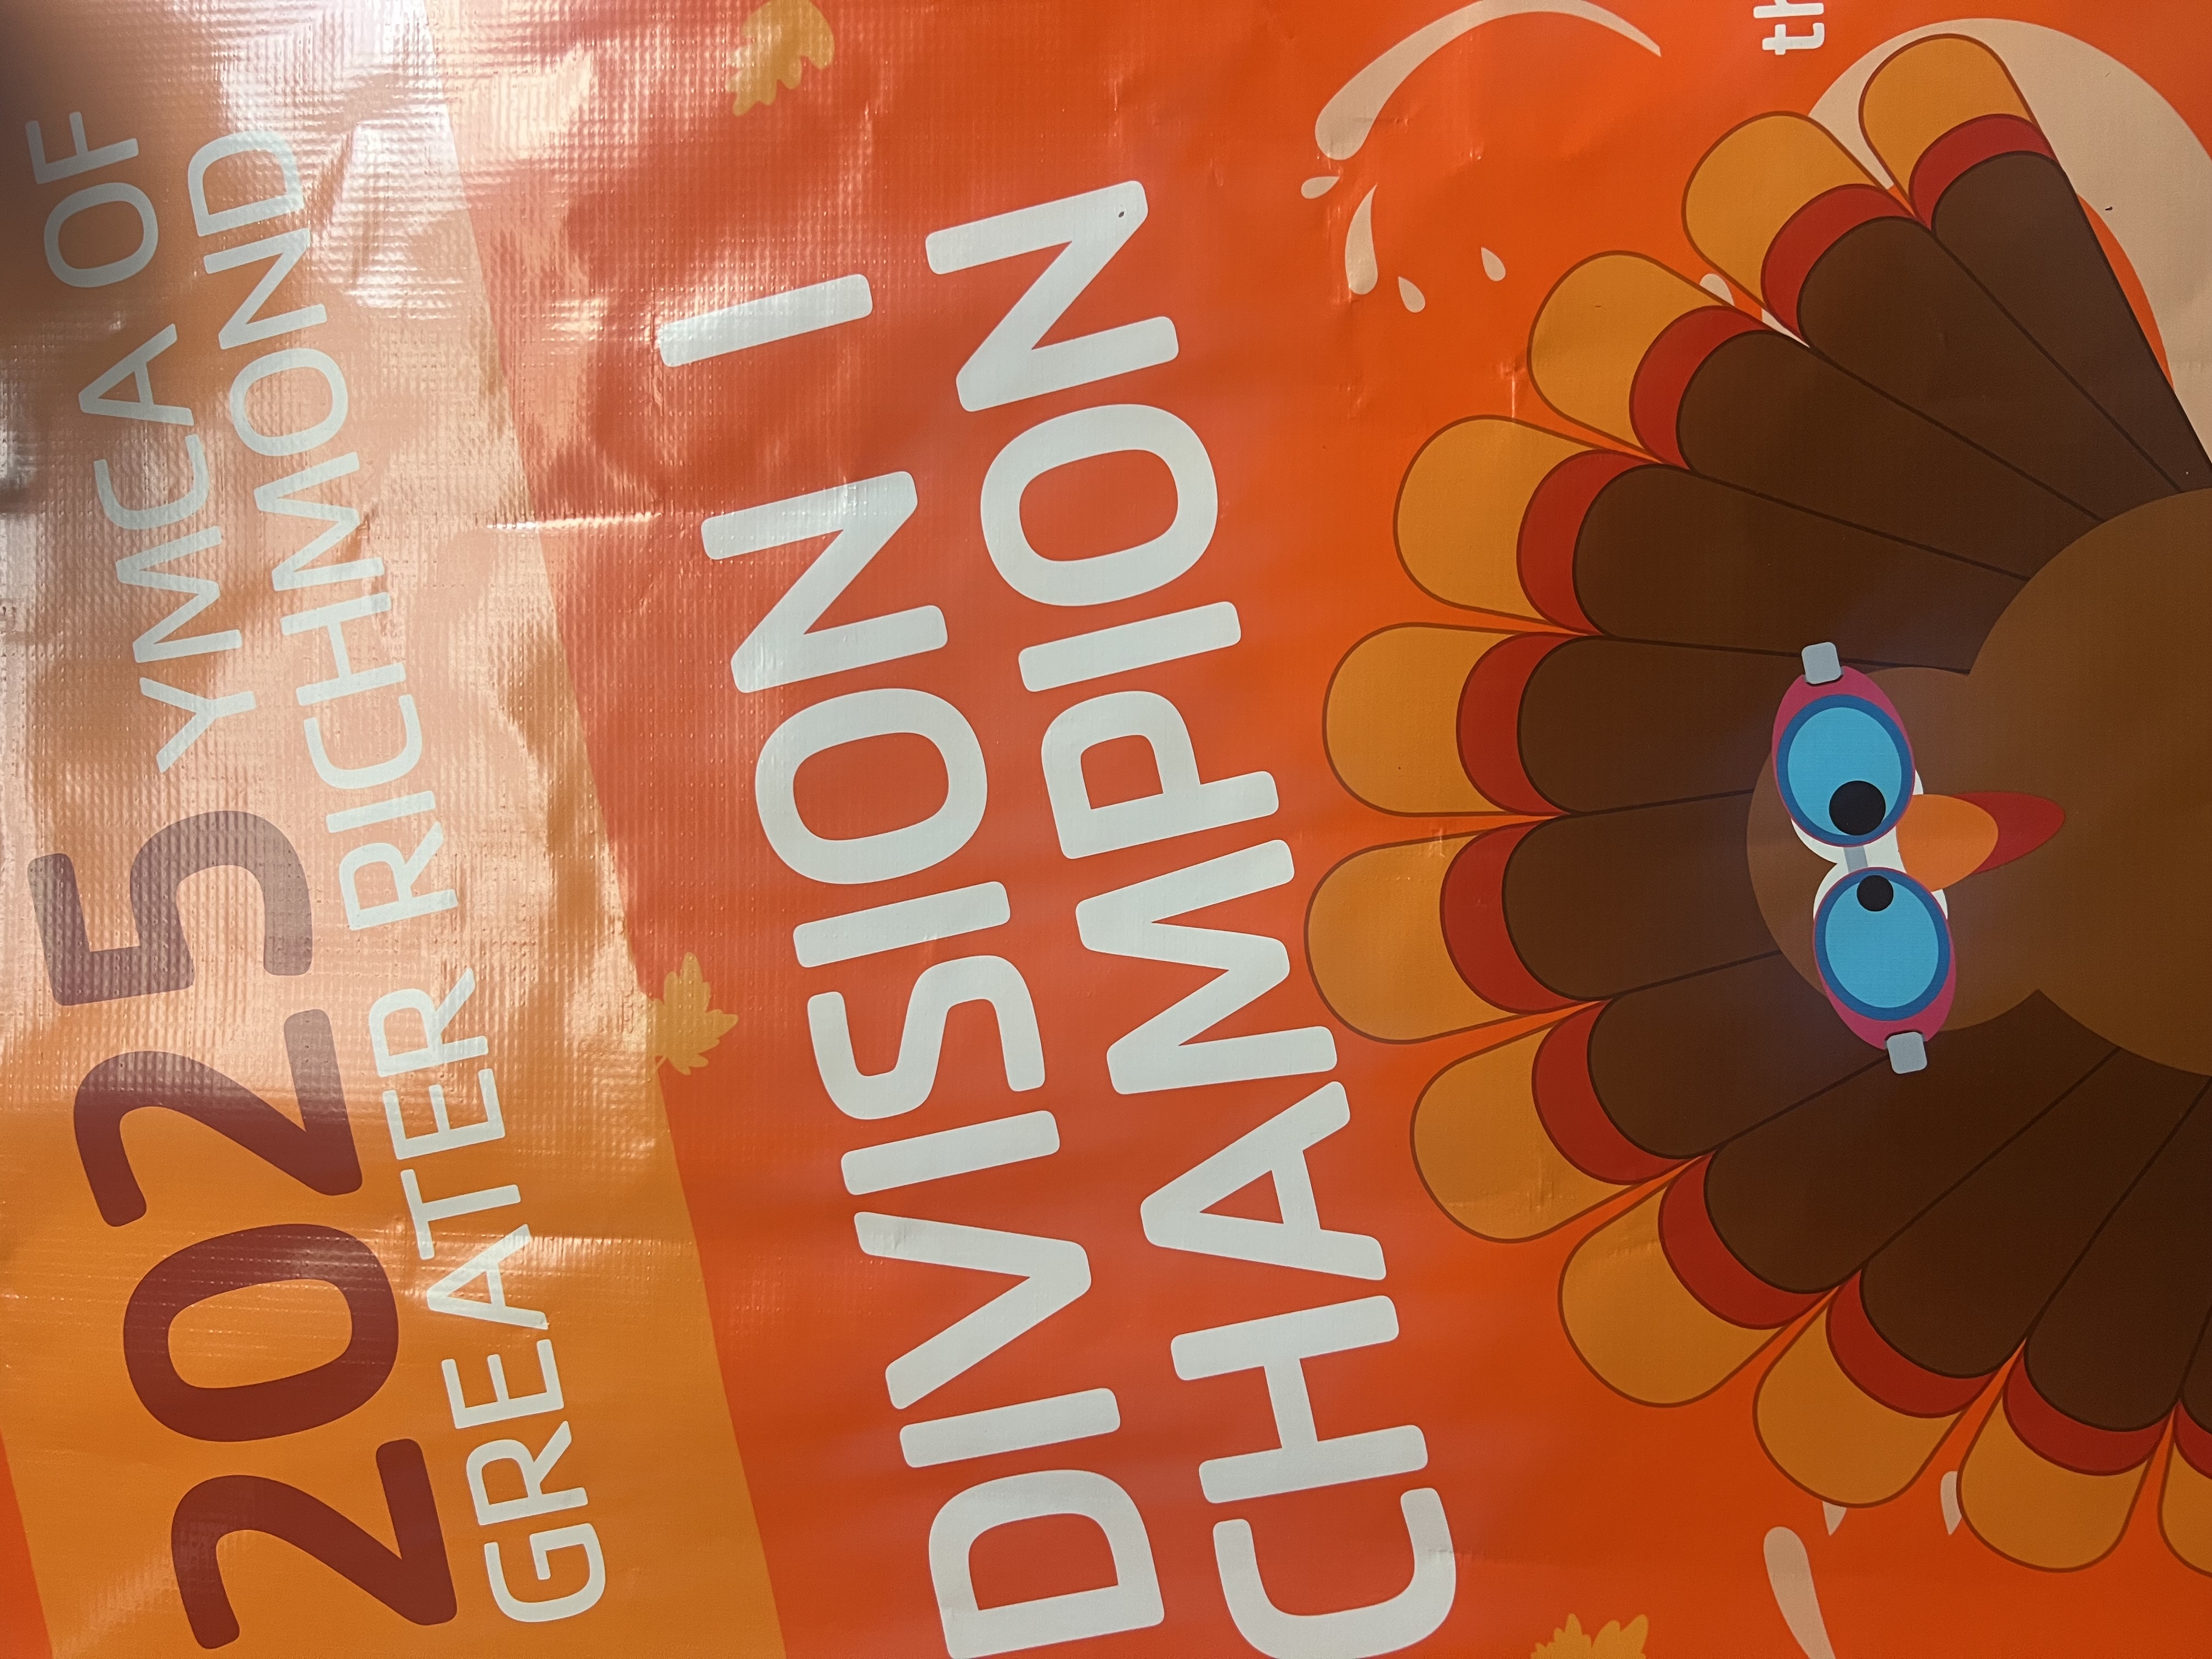 2025 YMCA OF
GREATER RICHMOND
DIVISION I
CHAMPION